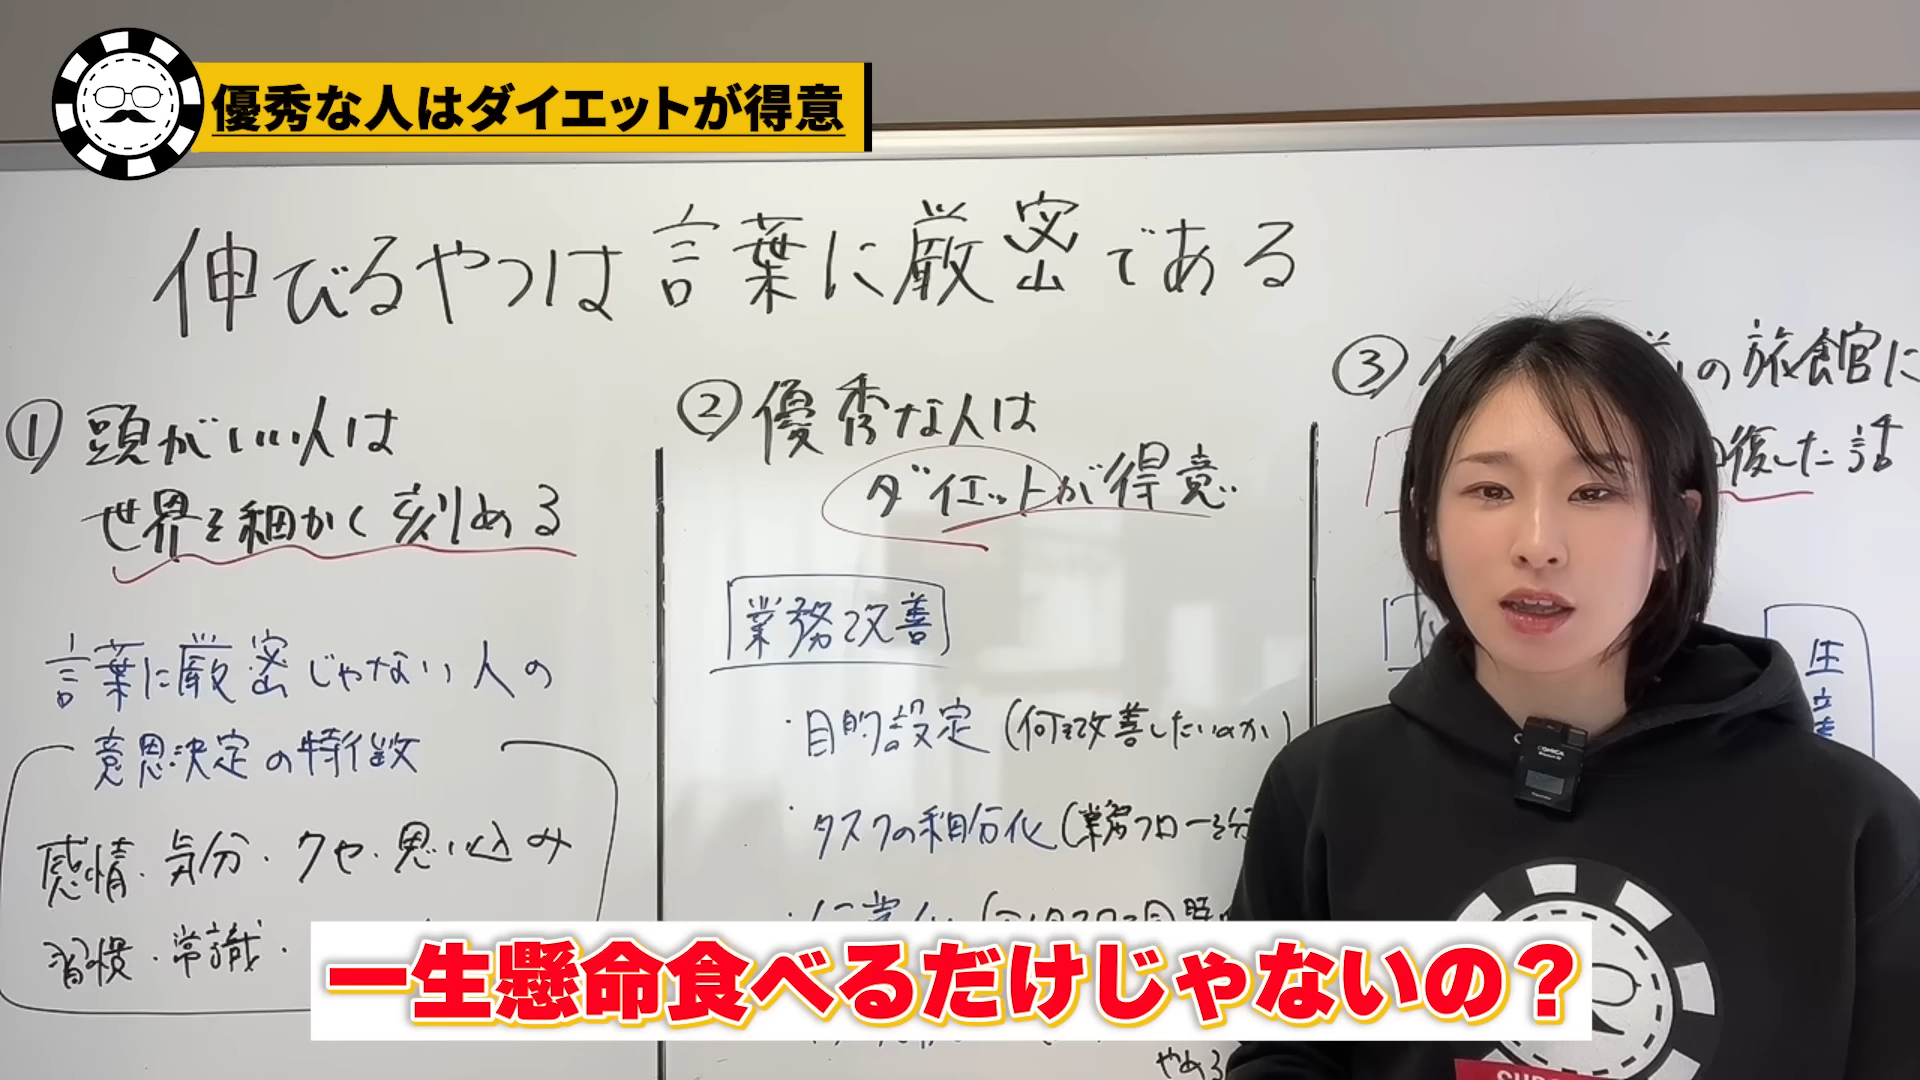 優秀な人はダイエットが得意
伸びるやつは言葉に厳密である
① 頭がいい人は
世界を細かく刻める
言葉に厳密じゃない人の
意思決定の特徴
感情・気分・クセ・思い込み
習慣・常識・
② 優秀な人は
ダイエットが得意
業務改善
・目的設定(何を改善したいのか)
・タスクの細分化(業務フローを分
やめる
③
の旅館に
復した話
COMICA
一生懸命食べるだけじゃないの？